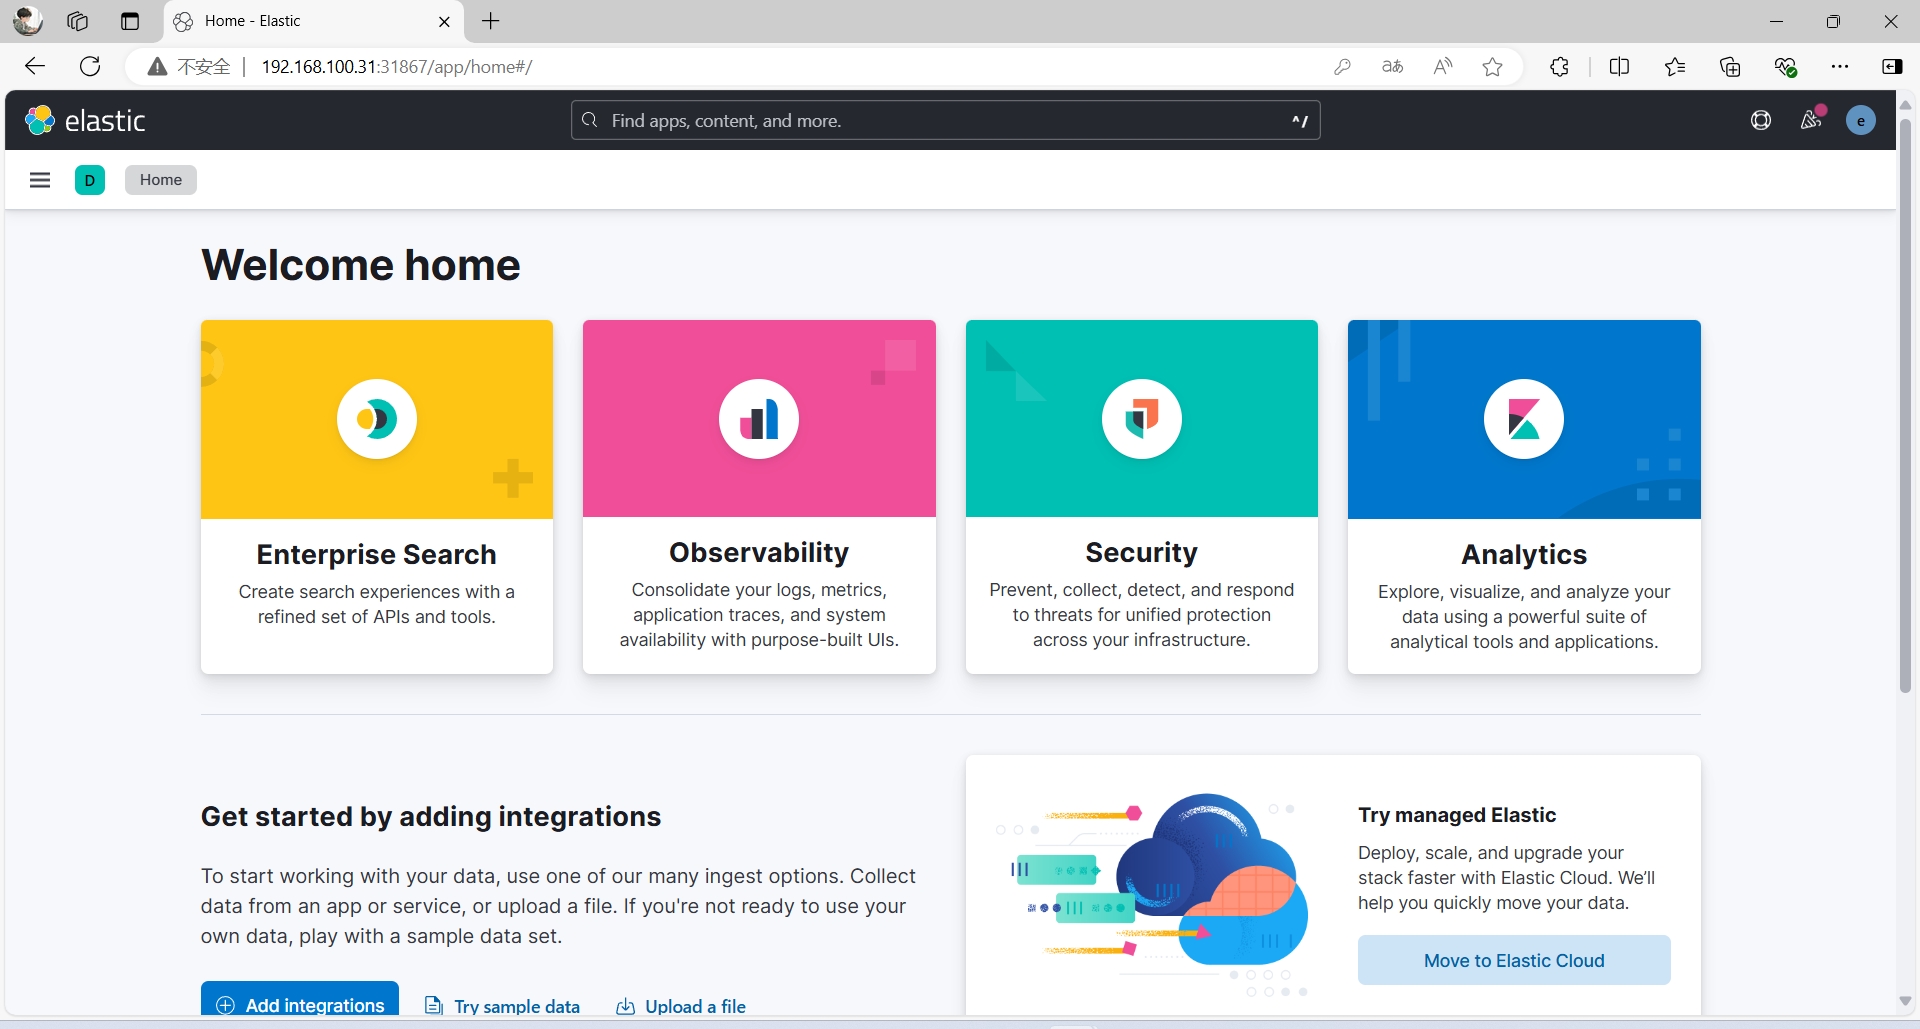 Home - Elastic
不安全 192.168.100.31:31867/app/home#/
elastic
Find apps, content, and more.
^/
e
D
Home
Welcome home
Enterprise Search
Create search experiences with a
refined set of APIs and tools.
Observability
Consolidate your logs, metrics,
application traces, and system
availability with purpose-built UIs.
Security
Prevent, collect, detect, and respond
to threats for unified protection
across your infrastructure.
Analytics
Explore, visualize, and analyze your
data using a powerful suite of
analytical tools and applications.
Get started by adding integrations
To start working with your data, use one of our many ingest options. Collect
data from an app or service, or upload a file. If you're not ready to use your
own data, play with a sample data set.
Add integrations
Try sample data
Upload a file
Try managed Elastic
Deploy, scale, and upgrade your
stack faster with Elastic Cloud. We'll
help you quickly move your data.
Move to Elastic Cloud